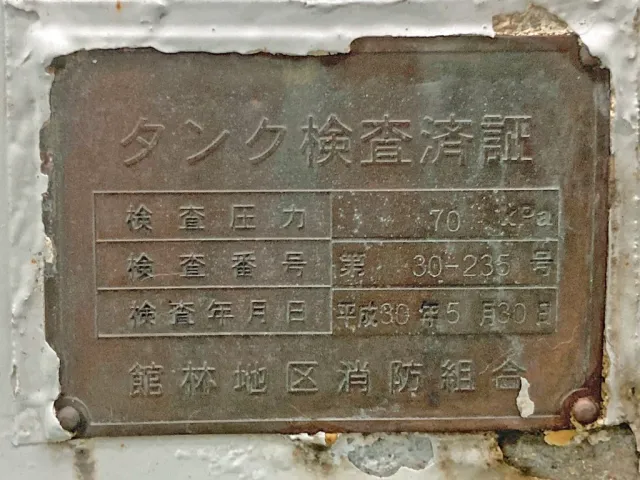 タンク検査済証
検査圧力 70 kPa
検査番号 第 30-235 号
検査年月日 平成30年5月30日
館林地区消防組合